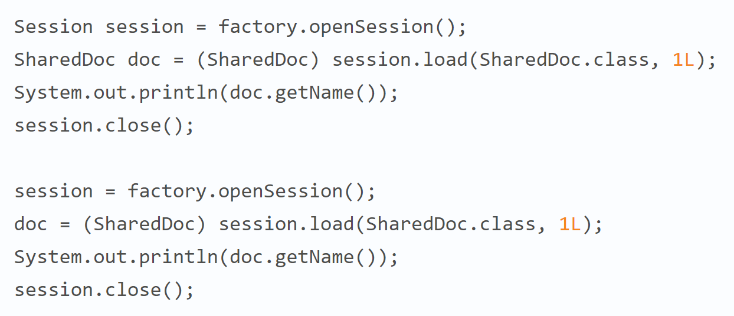 Session session = factory.openSession();
SharedDoc doc = (SharedDoc) session.load(SharedDoc.class, 1L);
System.out.println(doc.getName());
session.close();
session = factory.openSession();
doc = (SharedDoc) session.load(SharedDoc.class, 1L);
System.out.println(doc.getName());
session.close();